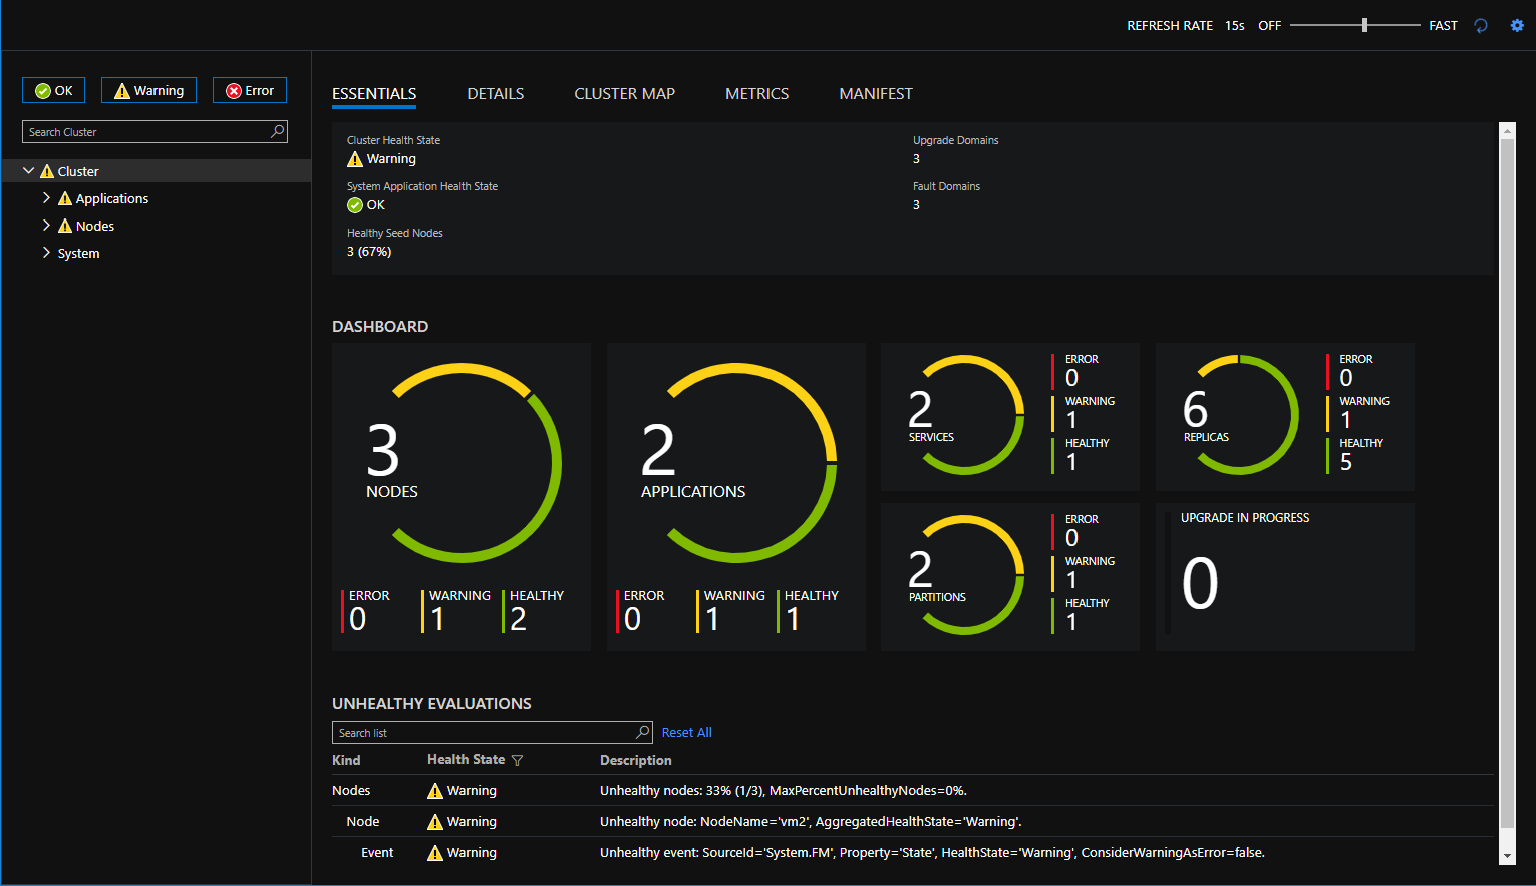 REFRESH RATE 15s OFF FAST
OK Warning Error
Search Cluster
Cluster
Applications
Nodes
System
ESSENTIALS DETAILS CLUSTER MAP METRICS MANIFEST
Cluster Health State
Warning
System Application Health State
OK
Healthy Seed Nodes
3 (67%)
Upgrade Domains
3
Fault Domains
3
DASHBOARD
3
NODES
ERROR
0
WARNING
1
HEALTHY
2
2
APPLICATIONS
ERROR
0
WARNING
1
HEALTHY
1
2
SERVICES
ERROR
0
WARNING
1
HEALTHY
1
6
REPLICAS
ERROR
0
WARNING
1
HEALTHY
5
2
PARTITIONS
ERROR
0
WARNING
1
HEALTHY
1
UPGRADE IN PROGRESS
0
UNHEALTHY EVALUATIONS
Search list Reset All
Kind Health State Description
Nodes Warning Unhealthy nodes: 33% (1/3), MaxPercentUnhealthyNodes=0%.
Node Warning Unhealthy node: NodeName='vm2', AggregatedHealthState='Warning'.
Event Warning Unhealthy event: SourceId='System.FM', Property='State', HealthState='Warning', ConsiderWarningAsError=false.